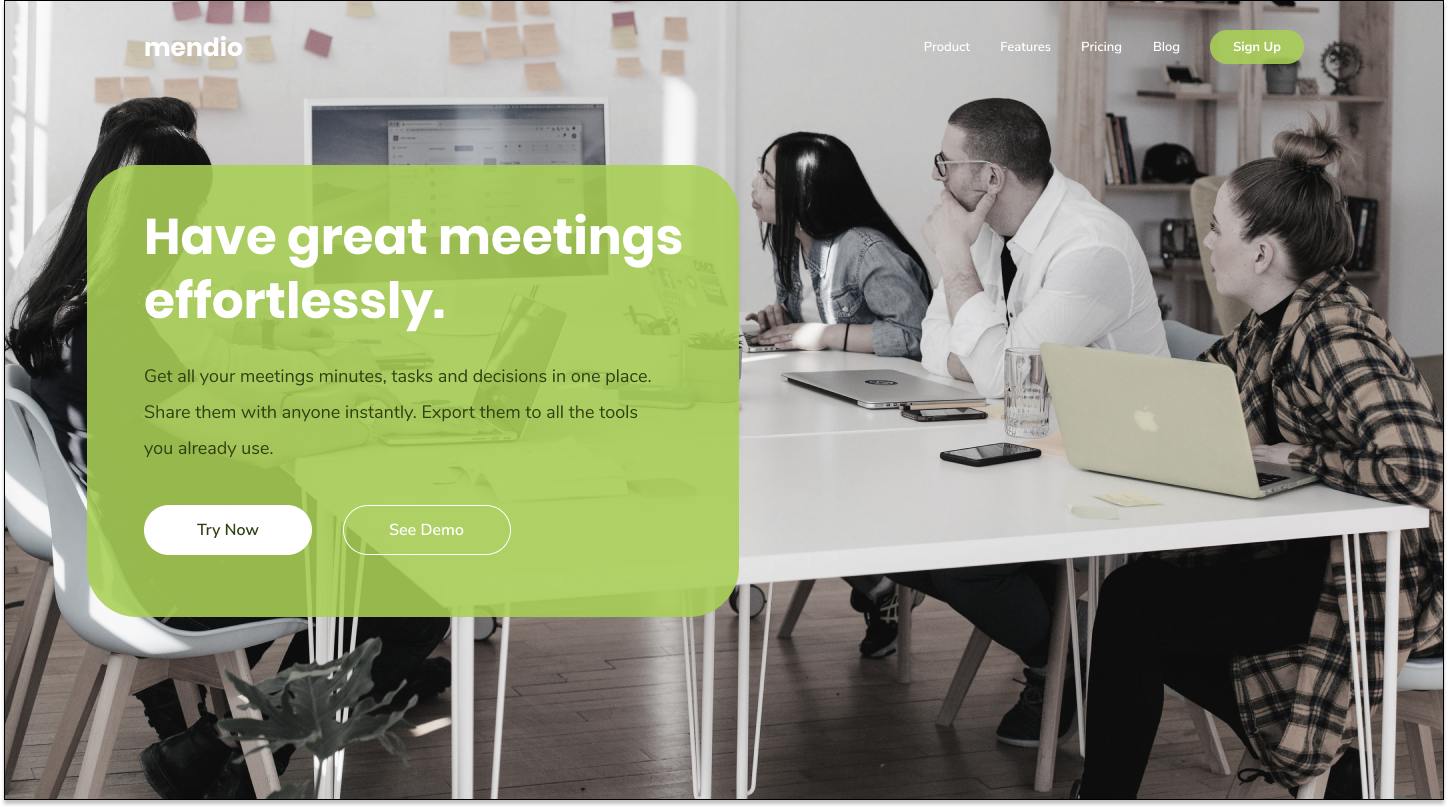 mendio
Product
Features
Pricing
Blog
Sign Up
Have great meetings
effortlessly.
Get all your meetings minutes, tasks and decisions in one place.
Share them with anyone instantly. Export them to all the tools
you already use.
Try Now
See Demo